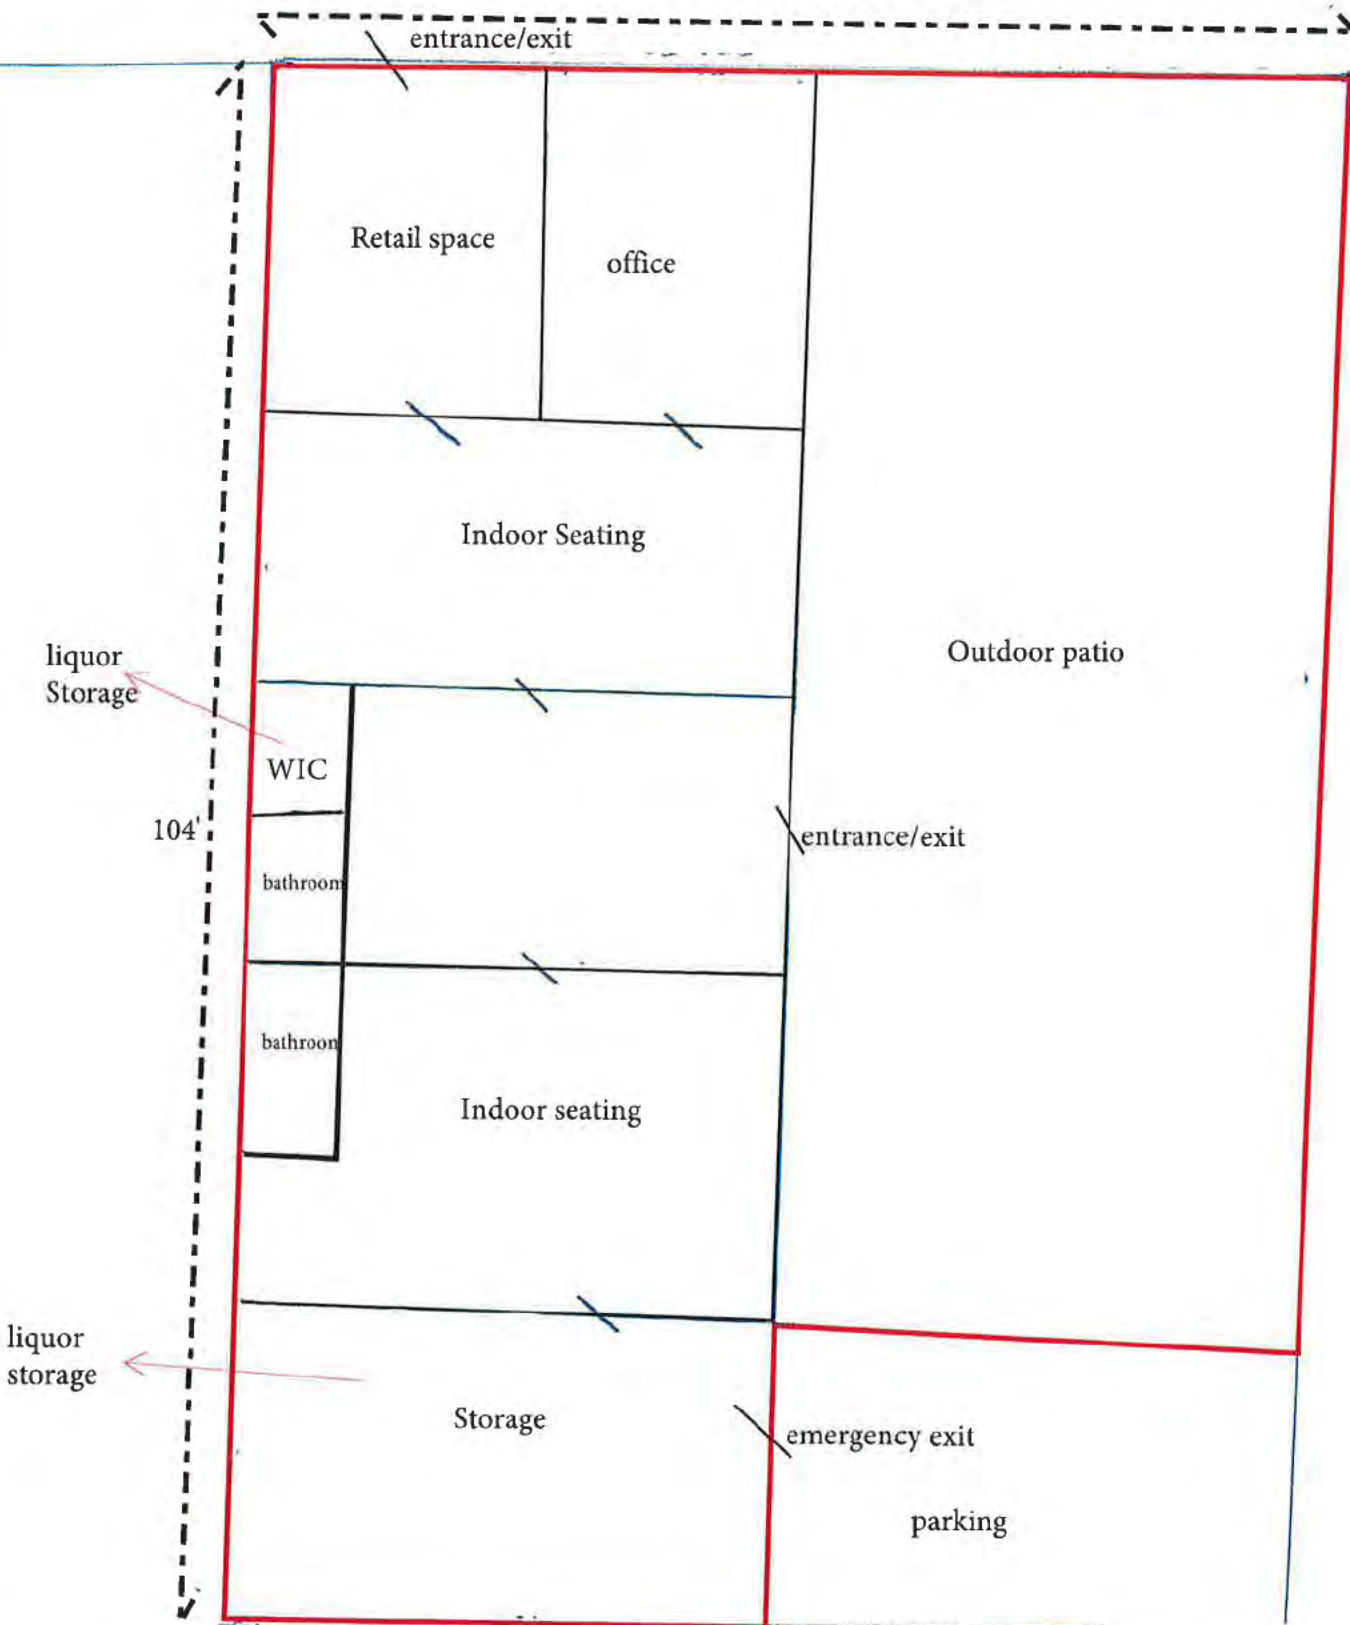 entrance/exit
Retail space
office
Indoor Seating
Outdoor patio
liquor
Storage
WIC
104'
entrance/exit
bathroom
bathroom
Indoor seating
liquor
storage
Storage
emergency exit
parking